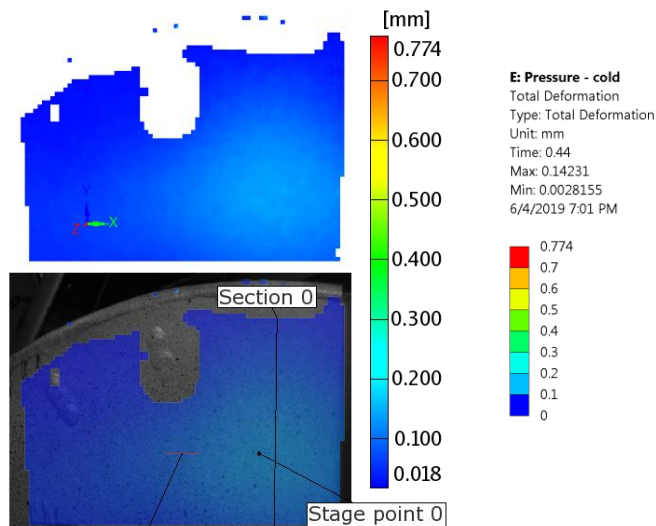 [mm]
0.774
0.700
0.600
0.500
0.400
0.300
0.200
0.100
0.018
Y
Z
X
Section 0
Stage point 0
E: Pressure - cold
Total Deformation
Type: Total Deformation
Unit: mm
Time: 0.44
Max: 0.14231
Min: 0.0028155
6/4/2019 7:01 PM
0.774
0.7
0.6
0.5
0.4
0.3
0.2
0.1
0